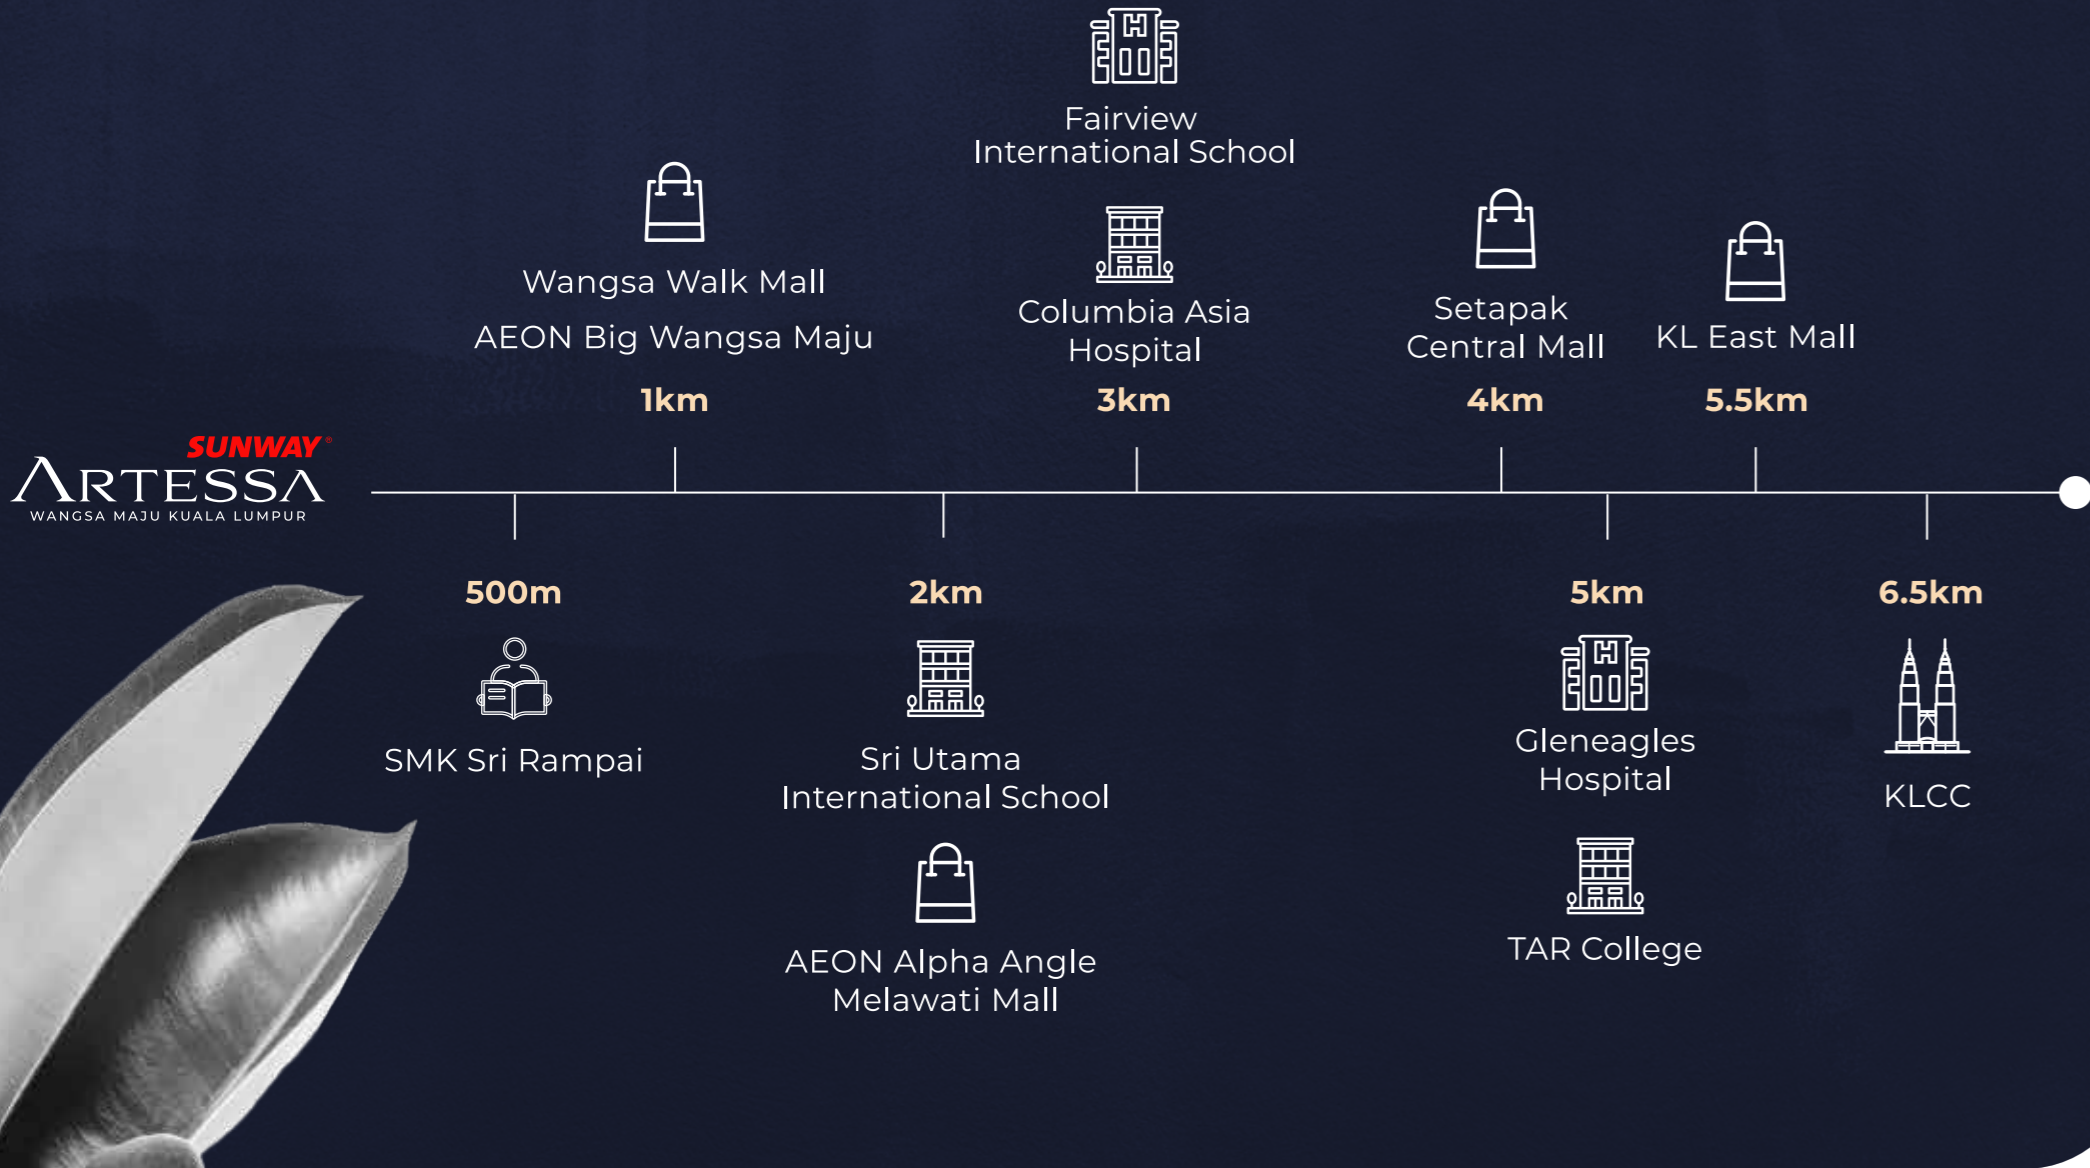 Fairview
International School
Wangsa Walk Mall
AEON Big Wangsa Maju
1km
Columbia Asia
Hospital
3km
Setapak
Central Mall
4km
KL East Mall
5.5km
SUNWAY®
ARTESSA
WANGSA MAJU KUALA LUMPUR
500m
SMK Sri Rampai
2km
Sri Utama
International School
AEON Alpha Angle
Melawati Mall
5km
Gleneagles
Hospital
TAR College
6.5km
KLCC